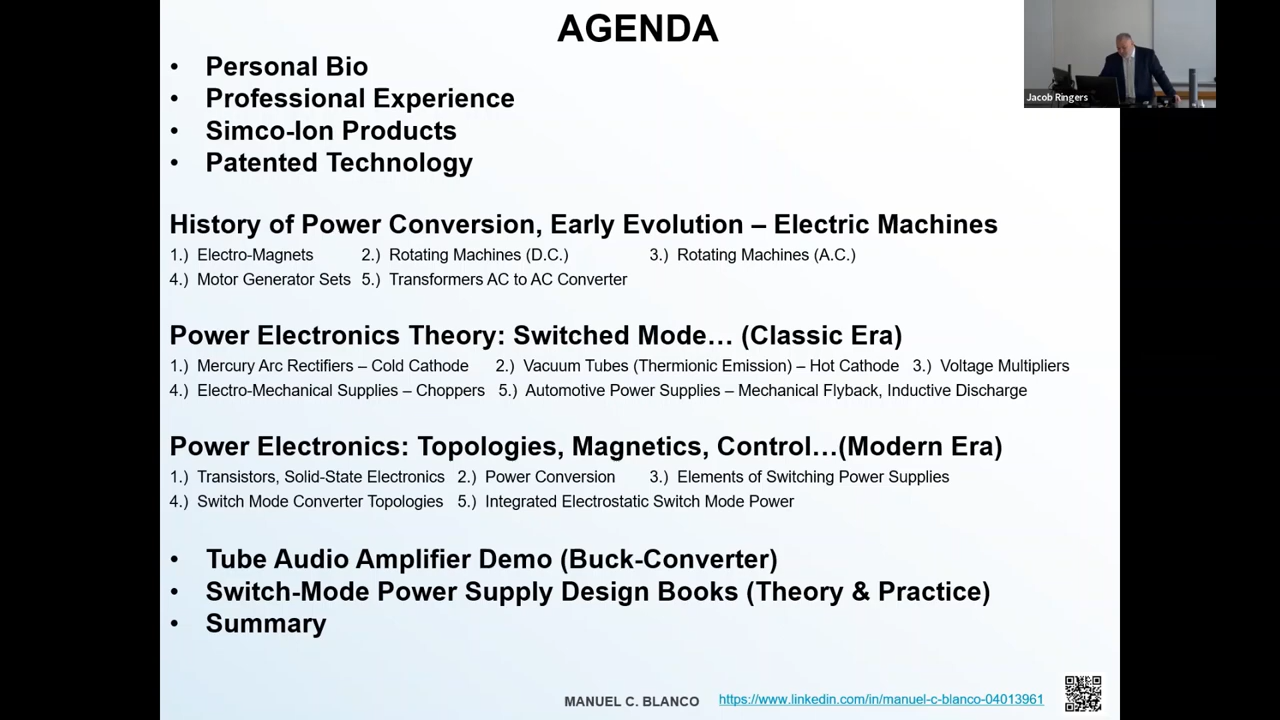 AGENDA
• Personal Bio
• Professional Experience
• Simco-Ion Products
• Patented Technology
History of Power Conversion, Early Evolution – Electric Machines
1.) Electro-Magnets 2.) Rotating Machines (D.C.) 3.) Rotating Machines (A.C.)
4.) Motor Generator Sets 5.) Transformers AC to AC Converter
Power Electronics Theory: Switched Mode… (Classic Era)
1.) Mercury Arc Rectifiers – Cold Cathode 2.) Vacuum Tubes (Thermionic Emission) – Hot Cathode 3.) Voltage Multipliers
4.) Electro-Mechanical Supplies – Choppers 5.) Automotive Power Supplies – Mechanical Flyback, Inductive Discharge
Power Electronics: Topologies, Magnetics, Control…(Modern Era)
1.) Transistors, Solid-State Electronics 2.) Power Conversion 3.) Elements of Switching Power Supplies
4.) Switch Mode Converter Topologies 5.) Integrated Electrostatic Switch Mode Power
• Tube Audio Amplifier Demo (Buck-Converter)
• Switch-Mode Power Supply Design Books (Theory & Practice)
• Summary
MANUEL C. BLANCO https://www.linkedin.com/in/manuel-c-blanco-04013961
Jacob Ringers